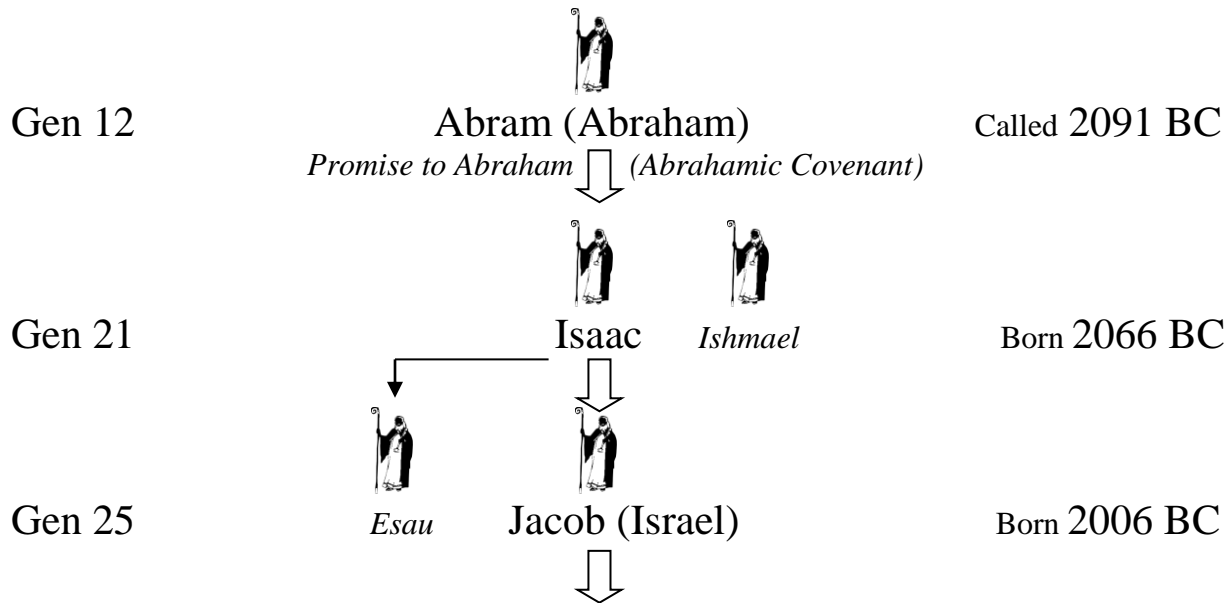 Gen 12 Abram (Abraham) Called 2091 BC
Promise to Abraham (Abrahamic Covenant)
Gen 21 Isaac Ishmael Born 2066 BC
Gen 25 Esau Jacob (Israel) Born 2006 BC